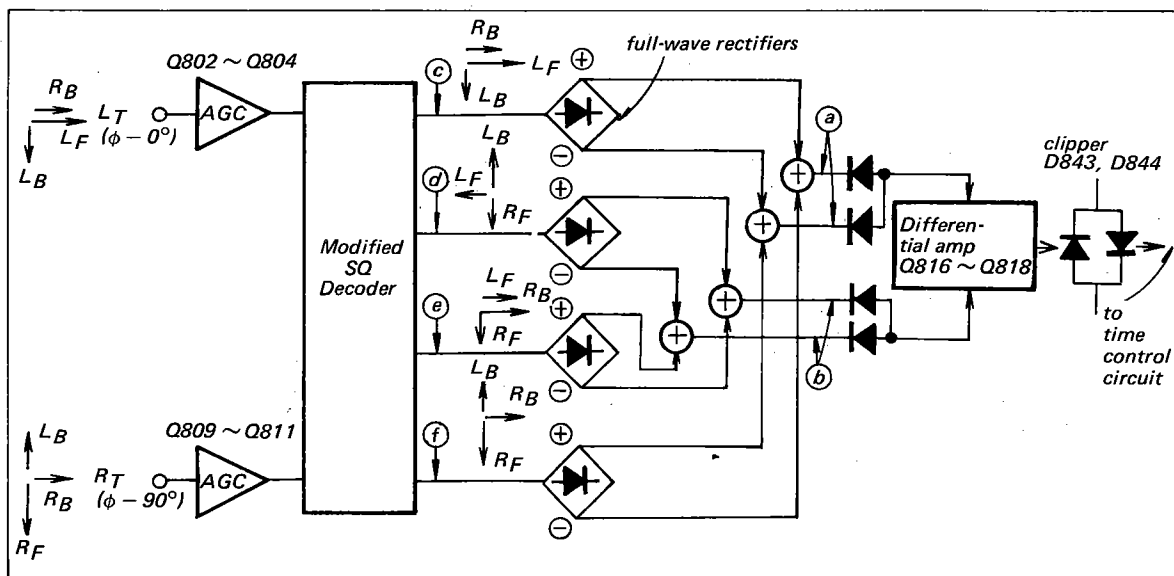 Q802 ~ Q804
AGC
R_B
L_F
L_B
L_T
(φ − 0°)
Modified
SQ
Decoder
Q809 ~ Q811
AGC
L_B
R_B
R_F
R_T
(φ − 90°)
c
R_B
L_F
L_B
full-wave rectifiers
⊕
⊖
d
L_B
L_F
R_F
⊕
⊖
e
L_F
R_B
R_F
⊕
⊖
f
L_B
R_B
R_F
⊕
⊖
+
+
+
+
a
b
Differen-
tial amp
Q816 ~ Q818
clipper
D843, D844
to
time
control
circuit